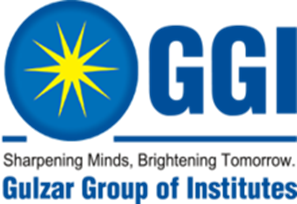 GGI
Sharpening Minds, Brightening Tomorrow.
Gulzar Group of Institutes